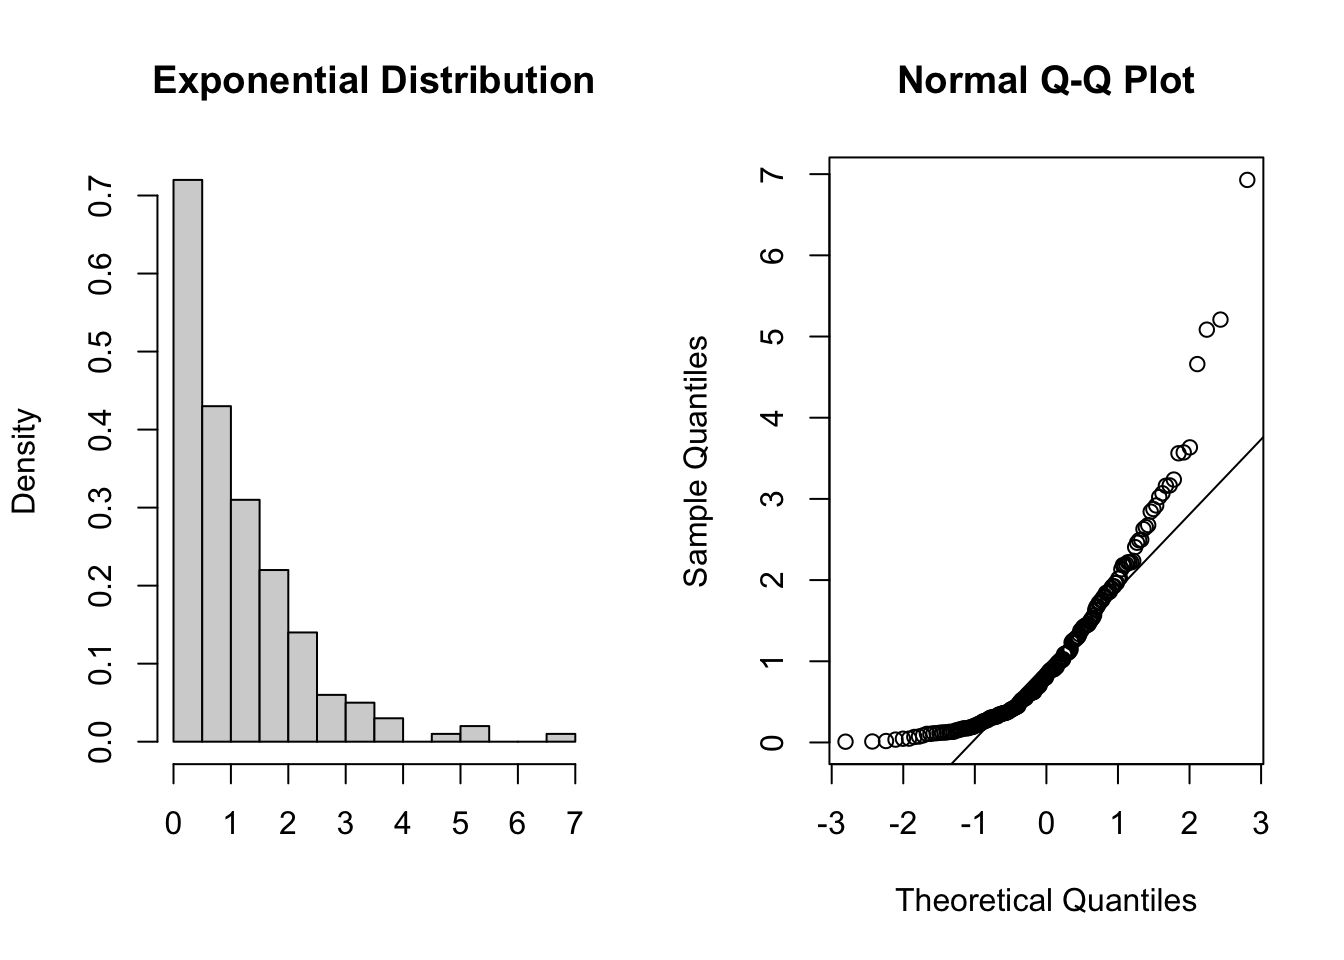 Exponential Distribution
Density
0.0 0.1 0.2 0.3 0.4 0.5 0.6 0.7
0 1 2 3 4 5 6 7
Normal Q-Q Plot
Sample Quantiles
0 1 2 3 4 5 6 7
-3 -2 -1 0 1 2 3
Theoretical Quantiles